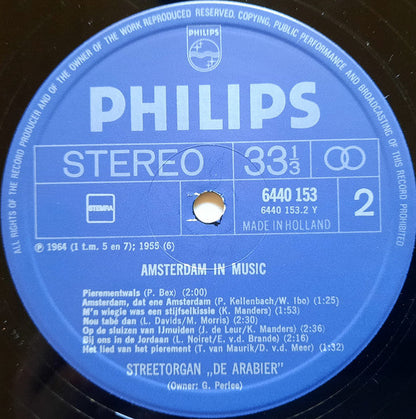 ALL RIGHTS OF THE RECORD PRODUCER AND OF THE OWNER OF THE WORK REPRODUCED RESERVED. COPYING, PUBLIC PERFORMANCE AND BROADCASTING OF THIS RECORD PROHIBITED
PHILIPS
PHILIPS
STEREO 33 1/3
STEMRA
6440 153
6440 153.2 Y
2
MADE IN HOLLAND
Ⓟ 1964 (1 t.m. 5 en 7); 1955 (6)
AMSTERDAM IN MUSIC
Pierementwals (P. Bex) (2:00)
Amsterdam, dat ene Amsterdam (P. Kellenbach/W. Ibo) (1:25)
M'n wiegie was een stijfselkissie (K. Manders) (1:53)
Nou tabé dan (L. Davids/M. Morris) (2:30)
Op de sluizen van IJmuiden (J. de Leur/K. Manders) (2:36)
Bij ons in de Jordaan (L. Noiret/E. v.d. Brande) (2:16)
Het lied van het pierement (T. van Maurik/D. v.d. Meer) (1:32)
STREETORGAN „DE ARABIER"
(Owner: G. Perlee)